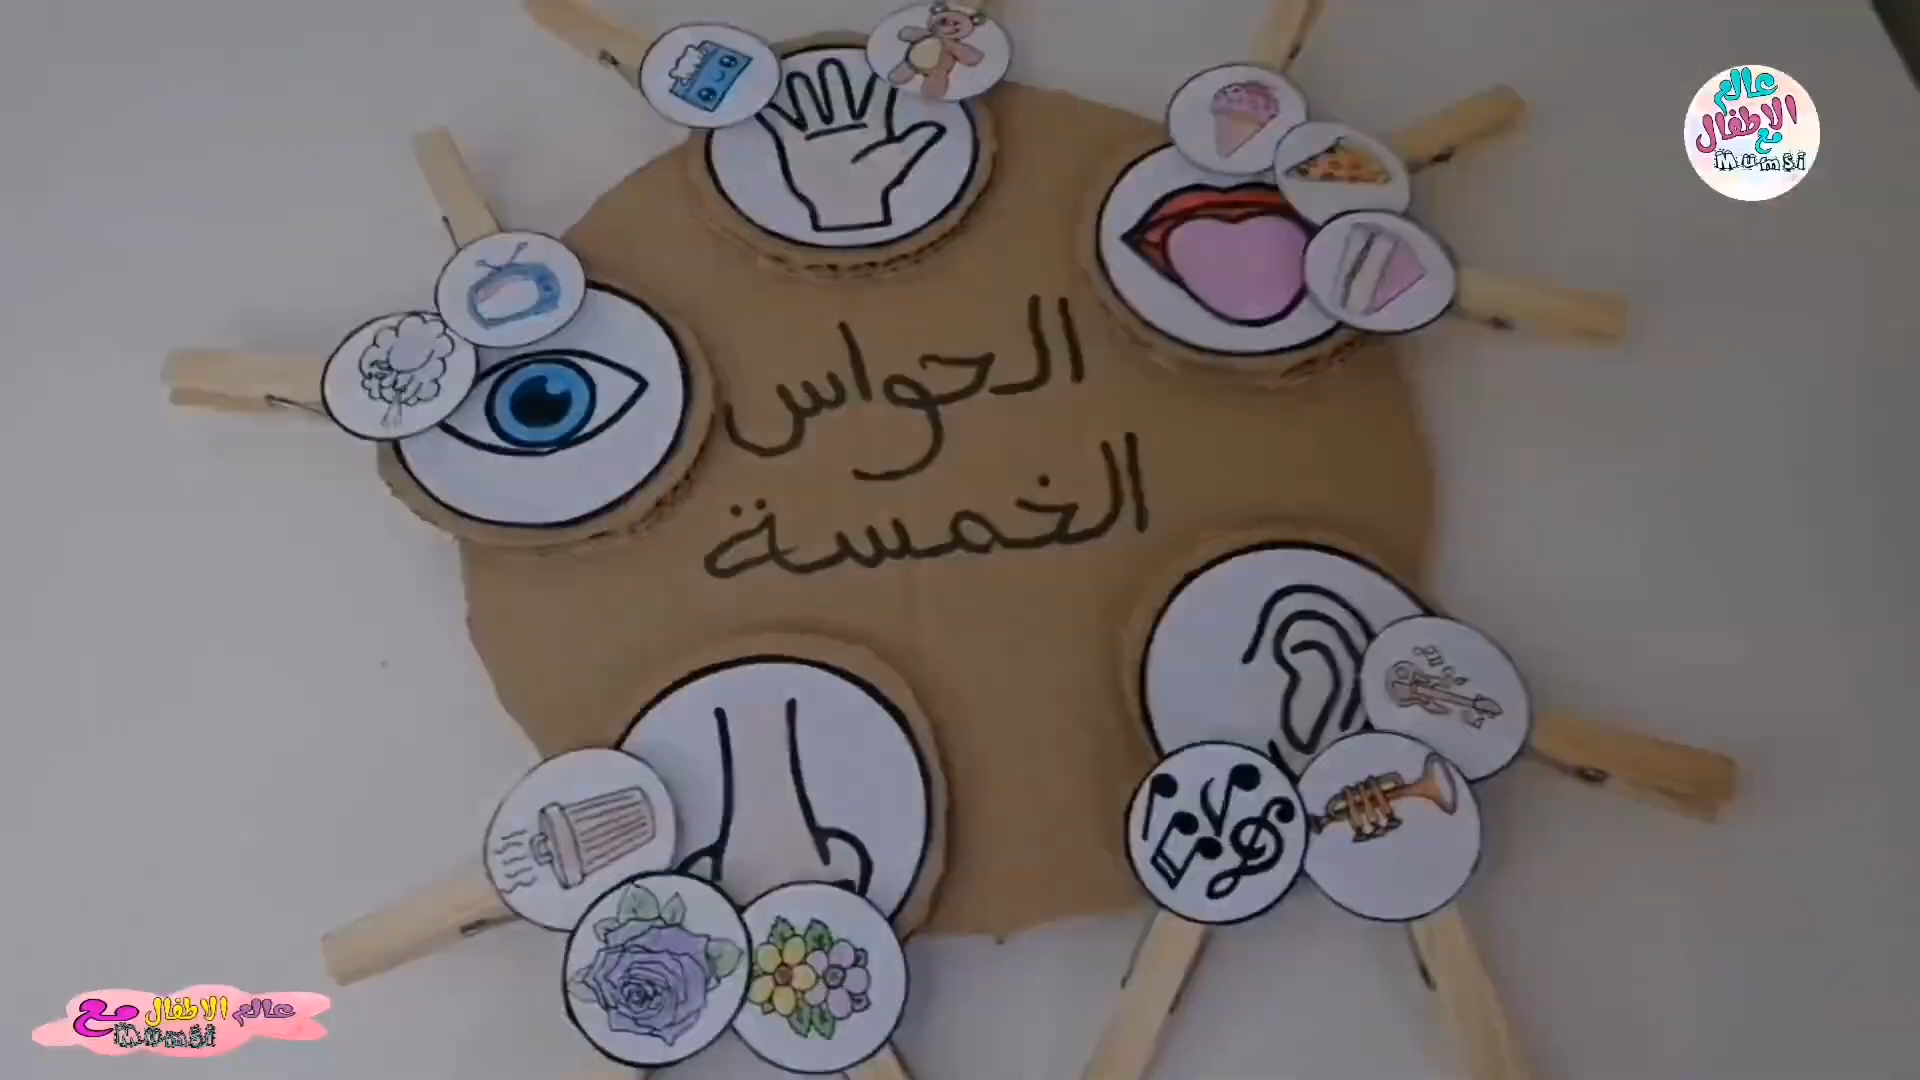 عالم
الاطفال
مع
Mumsi
الحواس
الخمسة
عالم الاطفال مع
Mumsi